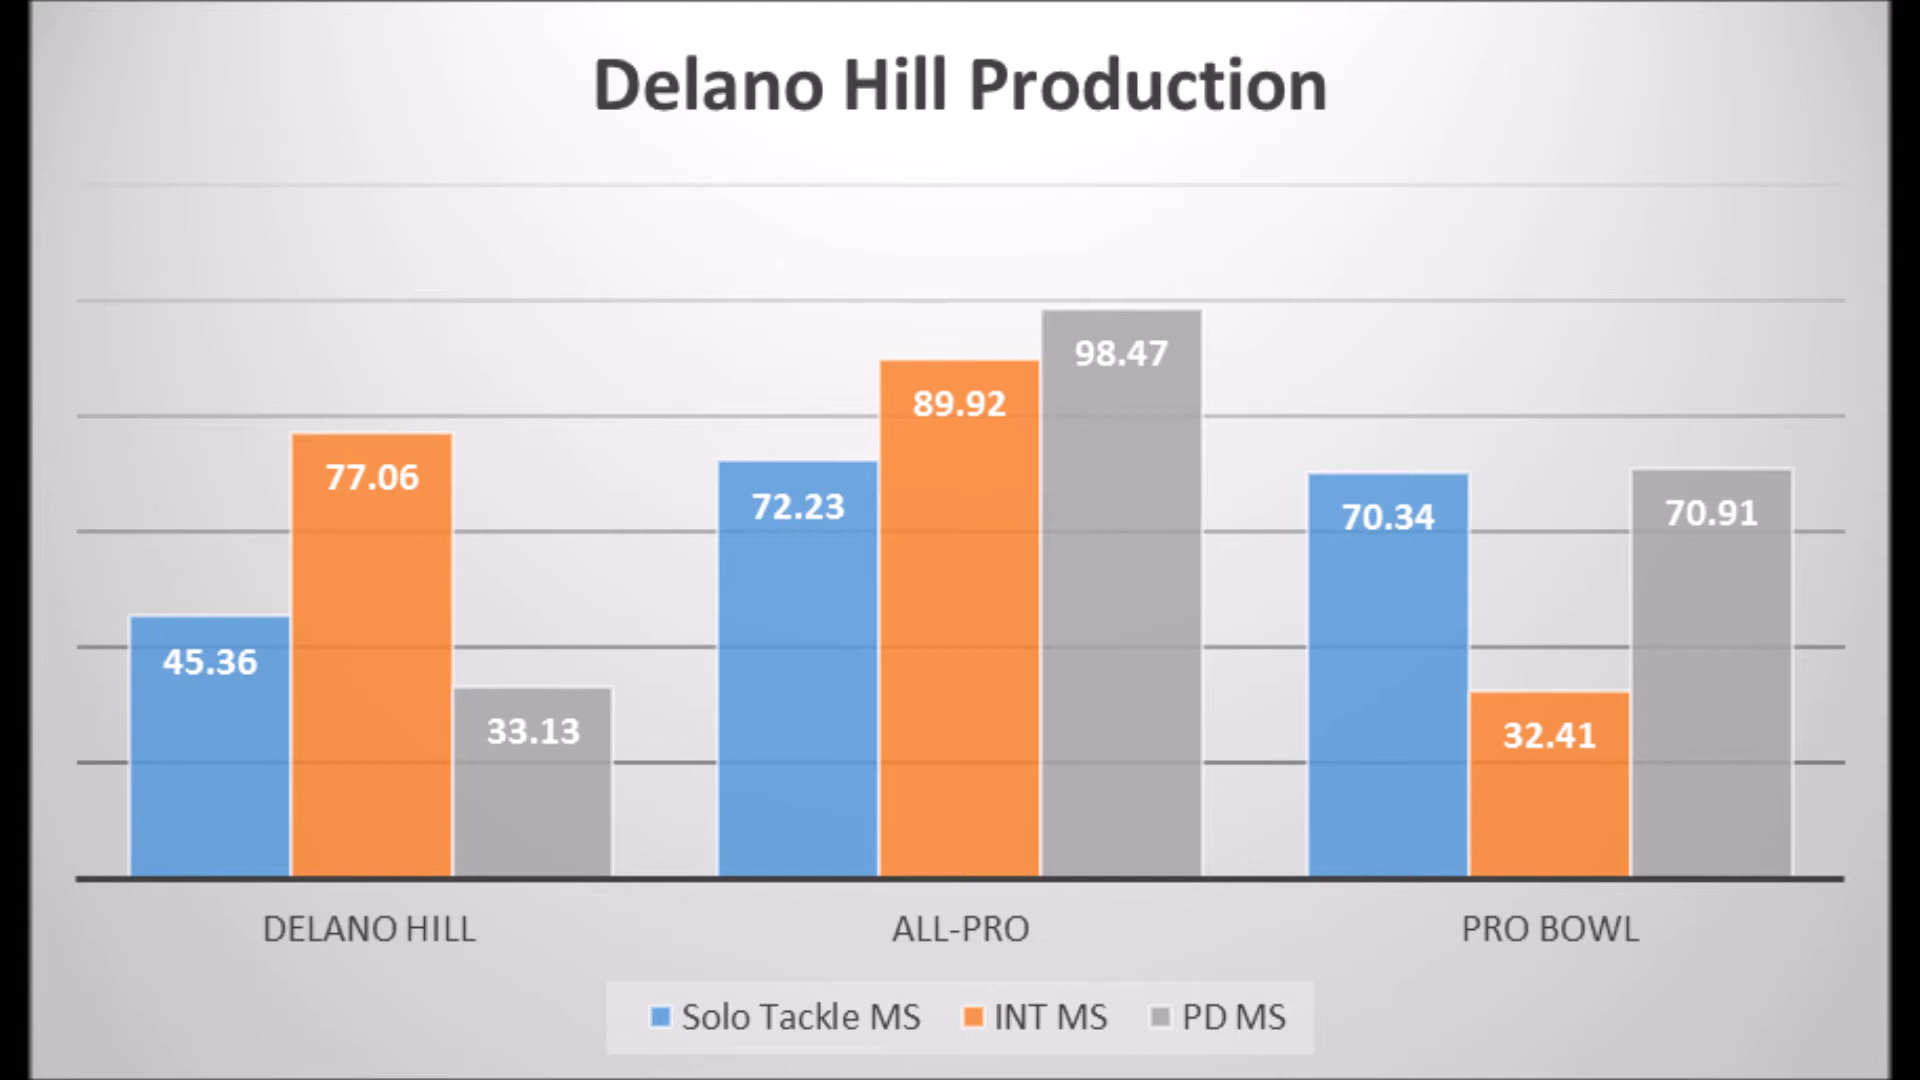 Delano Hill Production
98.47
89.92
77.06
72.23
70.34
70.91
45.36
33.13
32.41
DELANO HILL
ALL-PRO
PRO BOWL
Solo Tackle MS
INT MS
PD MS